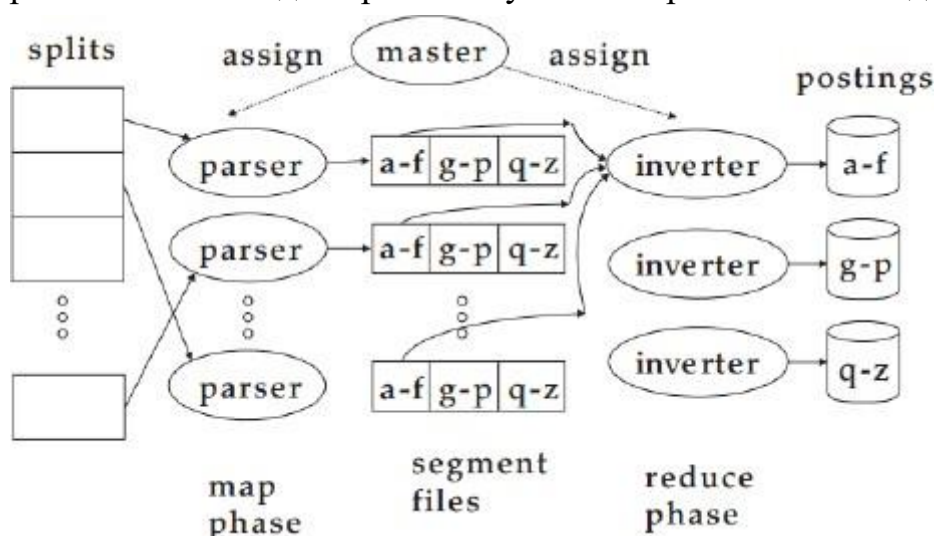 splits
assign
master
assign
postings
parser
a-f g-p q-z
inverter
a-f
parser
a-f g-p q-z
inverter
g-p
parser
a-f g-p q-z
inverter
q-z
map
phase
segment
files
reduce
phase